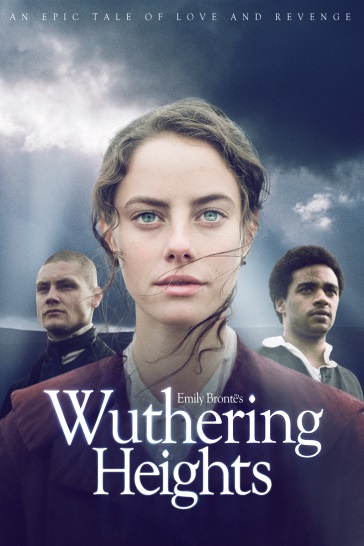 AN EPIC TALE OF LOVE AND REVENGE
Emily Brontë's
Wuthering
Heights